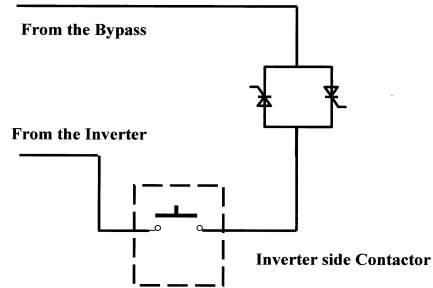 From the Bypass
From the Inverter
Inverter side Contactor